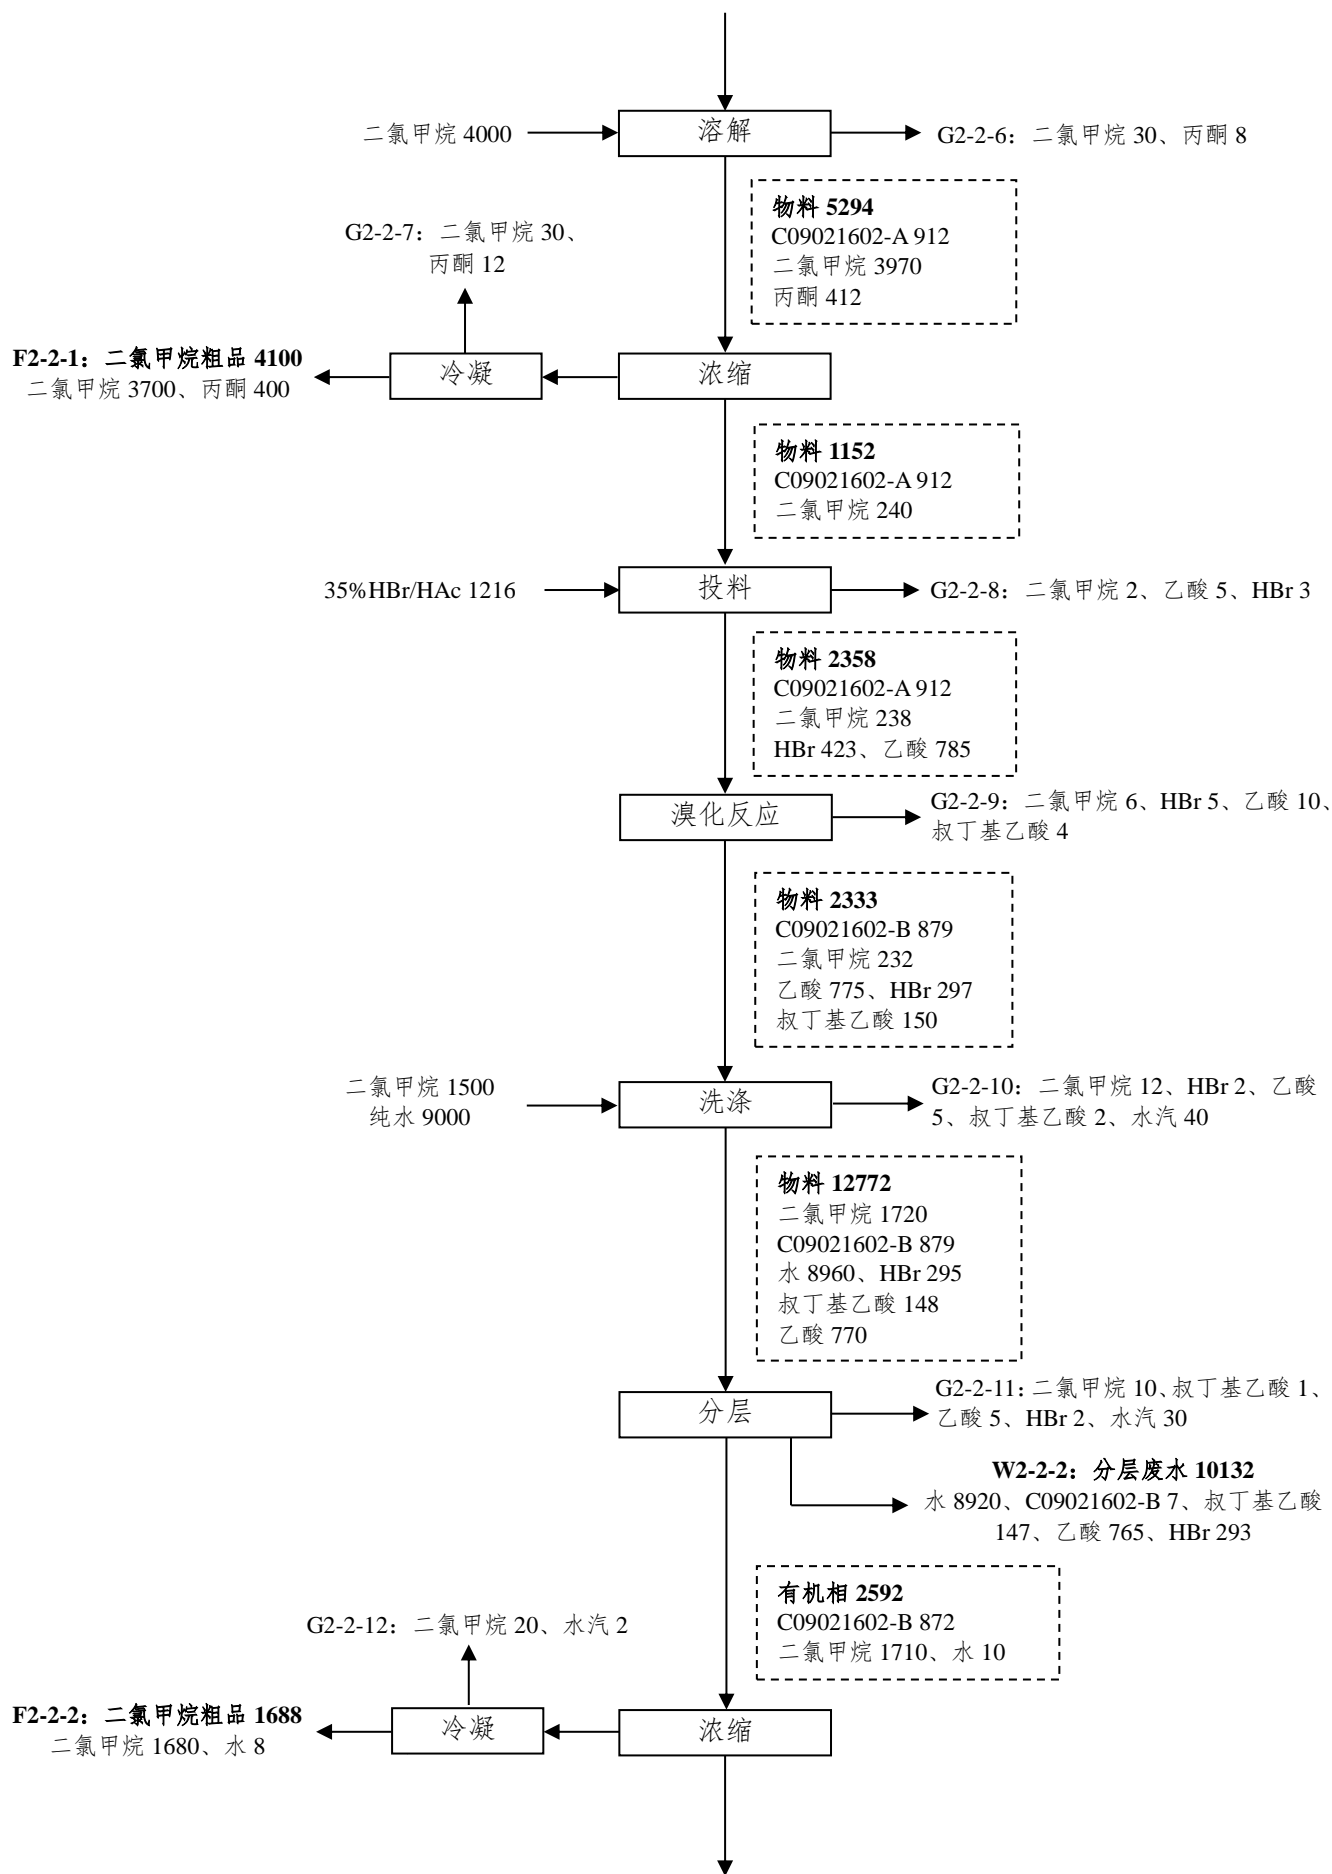 二氯甲烷 4000
溶解
G2-2-6：二氯甲烷 30、丙酮 8
物料 5294
C09021602-A 912
二氯甲烷 3970
丙酮 412
G2-2-7：二氯甲烷 30、
丙酮 12
F2-2-1：二氯甲烷粗品 4100
二氯甲烷 3700、丙酮 400
冷凝
浓缩
物料 1152
C09021602-A 912
二氯甲烷 240
35%HBr/HAc 1216
投料
G2-2-8：二氯甲烷 2、乙酸 5、HBr 3
物料 2358
C09021602-A 912
二氯甲烷 238
HBr 423、乙酸 785
溴化反应
G2-2-9：二氯甲烷 6、HBr 5、乙酸 10、
叔丁基乙酸 4
物料 2333
C09021602-B 879
二氯甲烷 232
乙酸 775、HBr 297
叔丁基乙酸 150
二氯甲烷 1500
纯水 9000
洗涤
G2-2-10：二氯甲烷 12、HBr 2、乙酸
5、叔丁基乙酸 2、水汽 40
物料 12772
二氯甲烷 1720
C09021602-B 879
水 8960、HBr 295
叔丁基乙酸 148
乙酸 770
分层
G2-2-11：二氯甲烷 10、叔丁基乙酸 1、
乙酸 5、HBr 2、水汽 30
W2-2-2：分层废水 10132
水 8920、C09021602-B 7、叔丁基乙酸
147、乙酸 765、HBr 293
有机相 2592
C09021602-B 872
二氯甲烷 1710、水 10
G2-2-12：二氯甲烷 20、水汽 2
F2-2-2：二氯甲烷粗品 1688
二氯甲烷 1680、水 8
冷凝
浓缩